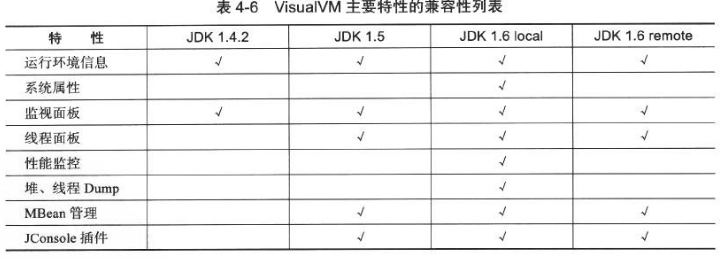 表 4-6 VisualVM 主要特性的兼容性列表
特 性 JDK 1.4.2 JDK 1.5 JDK 1.6 local JDK 1.6 remote
运行环境信息 √ √ √ √
系统属性 √
监视面板 √ √ √ √
线程面板 √ √ √
性能监控 √
堆、线程 Dump √
MBean 管理 √ √ √
JConsole 插件 √ √ √